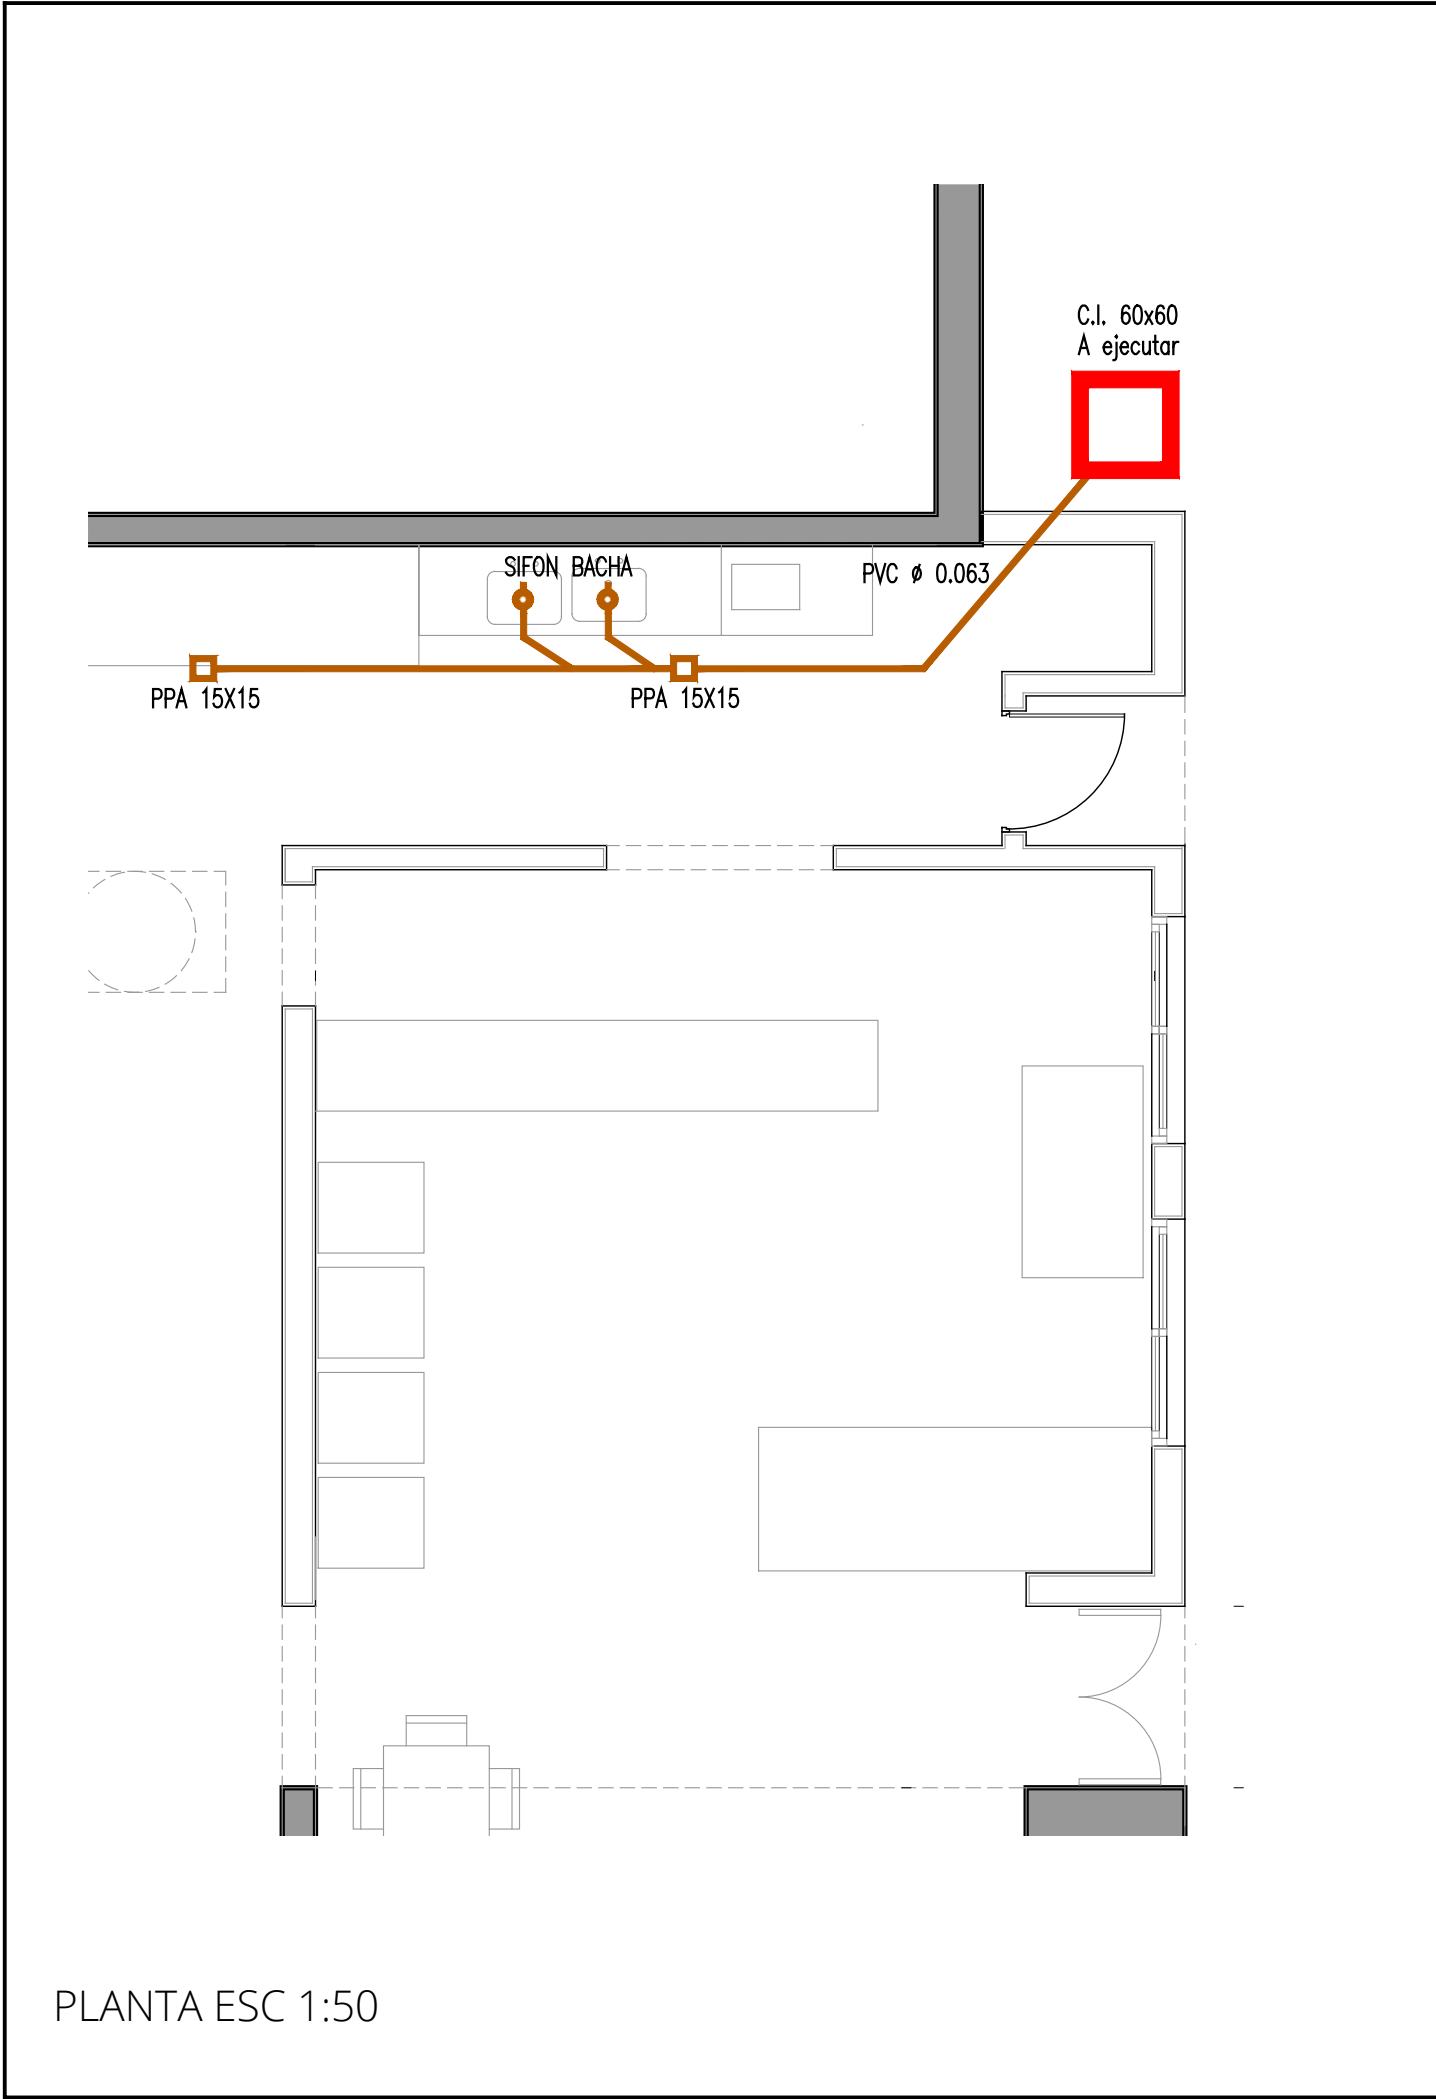 C.I. 60x60
A ejecutar
SIFON BACHA
PVC ø 0.063
PPA 15X15
PPA 15X15
PLANTA ESC 1:50